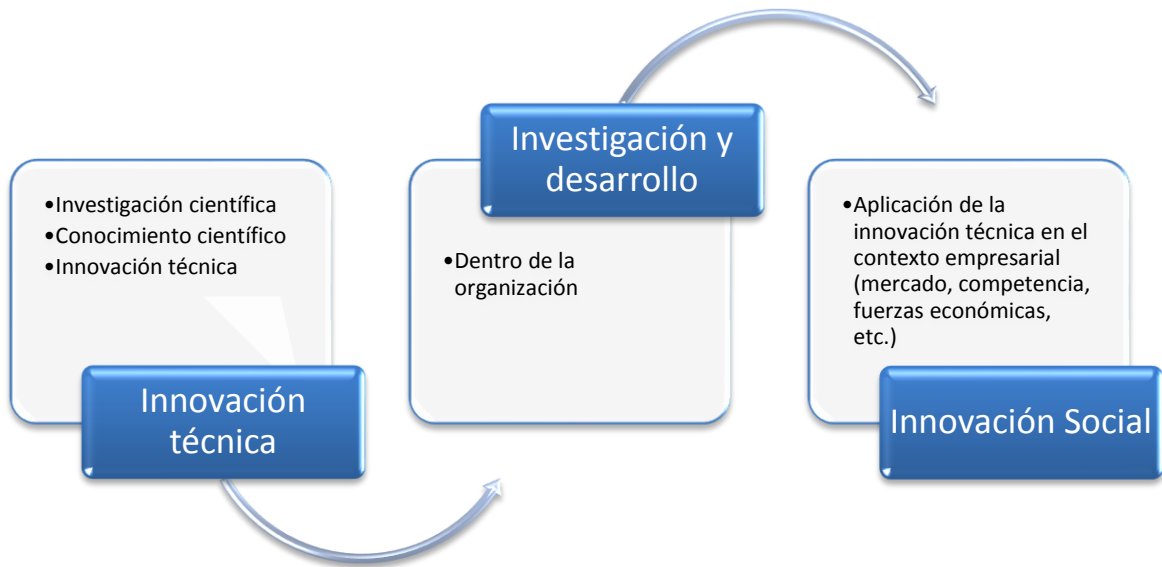 •Investigación científica
•Conocimiento científico
•Innovación técnica
Innovación
técnica
Investigación y
desarrollo
•Dentro de la
organización
•Aplicación de la
innovación técnica en el
contexto empresarial
(mercado, competencia,
fuerzas económicas,
etc.)
Innovación Social